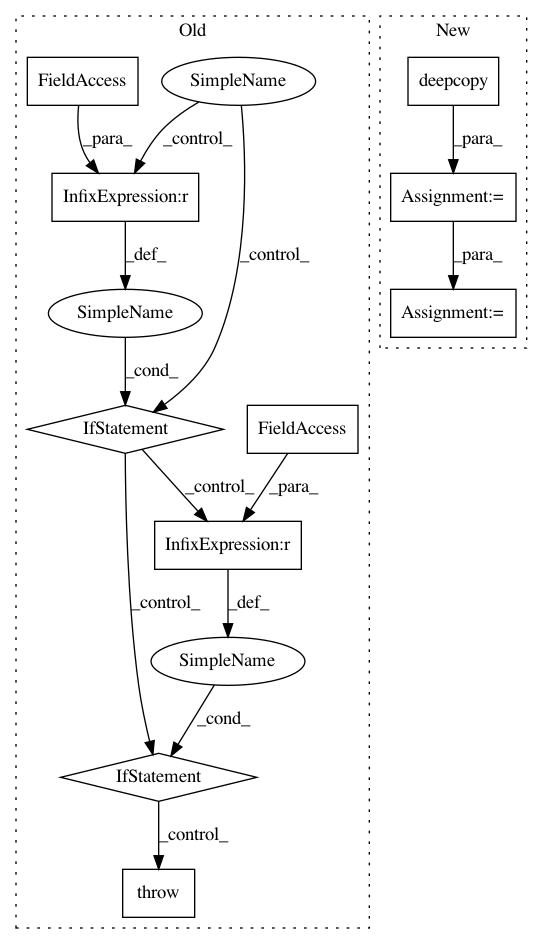 Old
New
FieldAccess
SimpleName
deepcopy
_para_
_control_
_para_
InfixExpression:r
Assignment:=
_def_
_control_
_para_
SimpleName
Assignment:=
_cond_
IfStatement
FieldAccess
_control_
_para_
InfixExpression:r
_control_
_def_
SimpleName
_cond_
IfStatement
_control_
throw